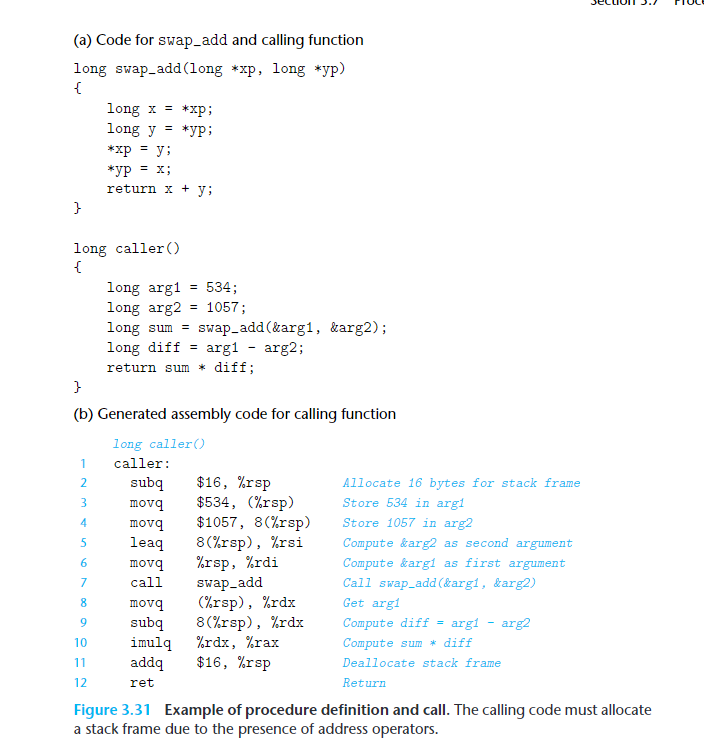 (a) Code for swap_add and calling function
long swap_add(long *xp, long *yp)
{
long x = *xp;
long y = *yp;
*xp = y;
*yp = x;
return x + y;
}
long caller()
{
long arg1 = 534;
long arg2 = 1057;
long sum = swap_add(&arg1, &arg2);
long diff = arg1 - arg2;
return sum * diff;
}
(b) Generated assembly code for calling function
long caller()
1 caller:
2 subq $16, %rsp Allocate 16 bytes for stack frame
3 movq $534, (%rsp) Store 534 in arg1
4 movq $1057, 8(%rsp) Store 1057 in arg2
5 leaq 8(%rsp), %rsi Compute &arg2 as second argument
6 movq %rsp, %rdi Compute &arg1 as first argument
7 call swap_add Call swap_add(&arg1, &arg2)
8 movq (%rsp), %rdx Get arg1
9 subq 8(%rsp), %rdx Compute diff = arg1 - arg2
10 imulq %rdx, %rax Compute sum * diff
11 addq $16, %rsp Deallocate stack frame
12 ret Return
Figure 3.31 Example of procedure definition and call. The calling code must allocate
a stack frame due to the presence of address operators.